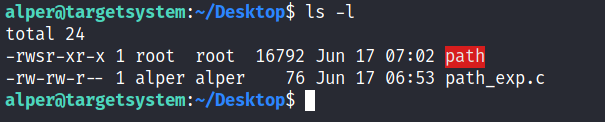 alper@targetsystem:~/Desktop$ ls -l
total 24
-rwsr-xr-x 1 root  root  16792 Jun 17 07:02 path
-rw-rw-r-- 1 alper alper    76 Jun 17 06:53 path_exp.c
alper@targetsystem:~/Desktop$